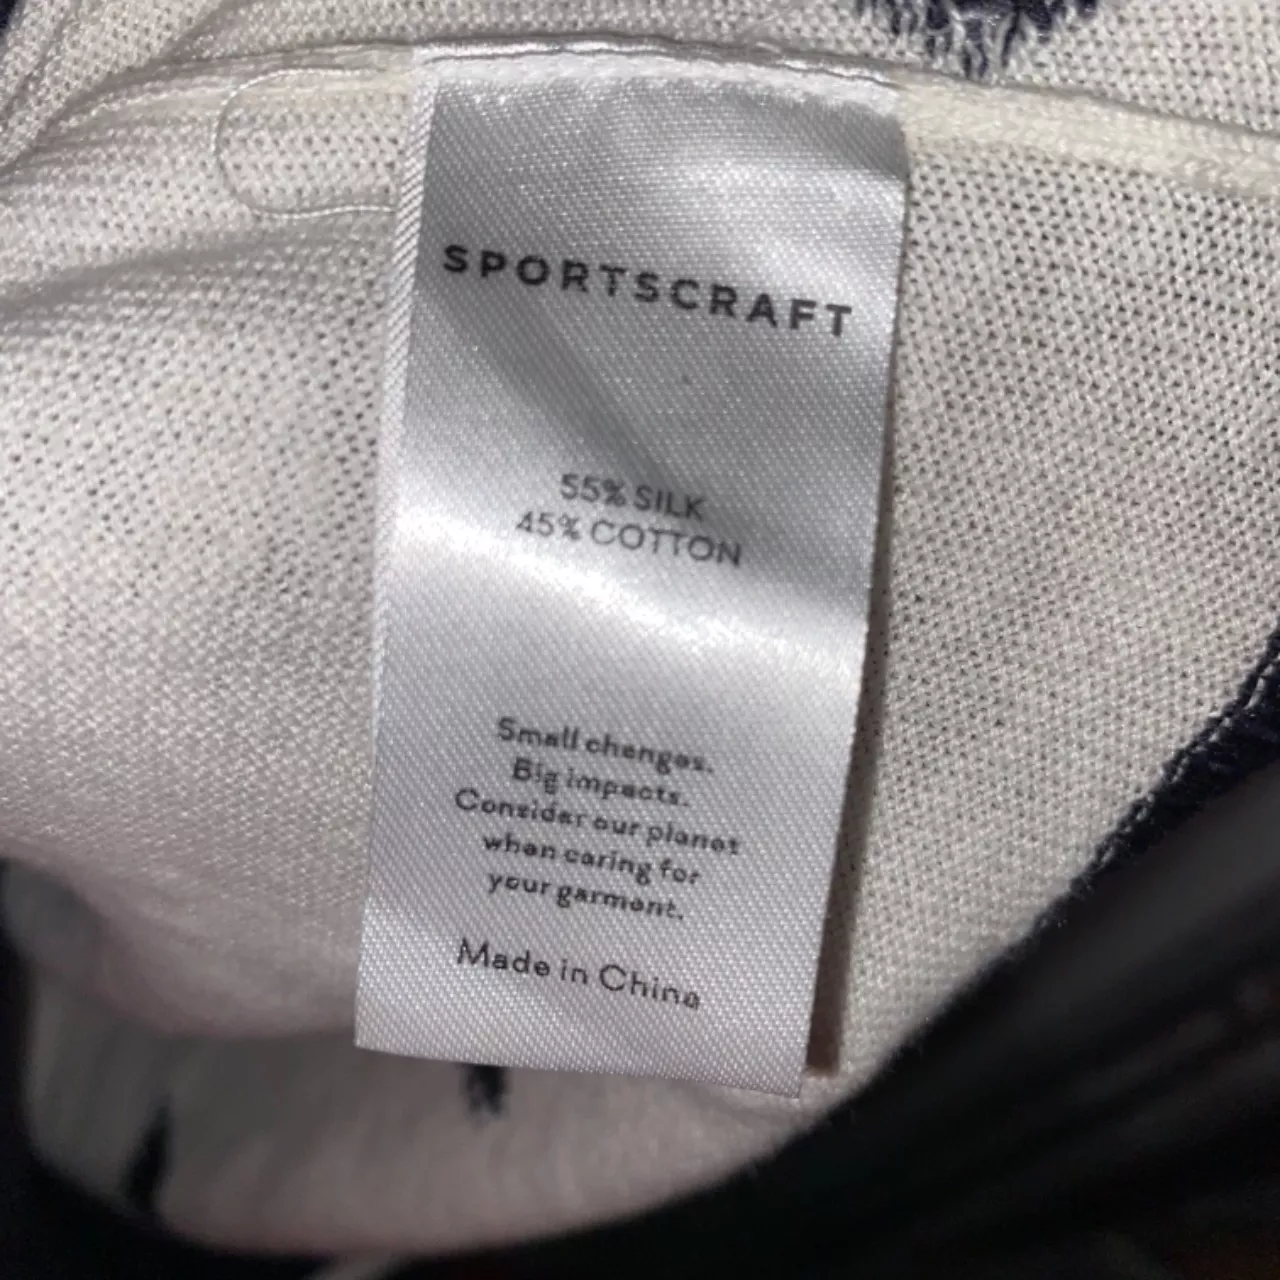 SPORTSCRAFT
55% SILK
45% COTTON
Small changes.
Big impacts.
Consider our planet
when caring for
your garment.
Made in China